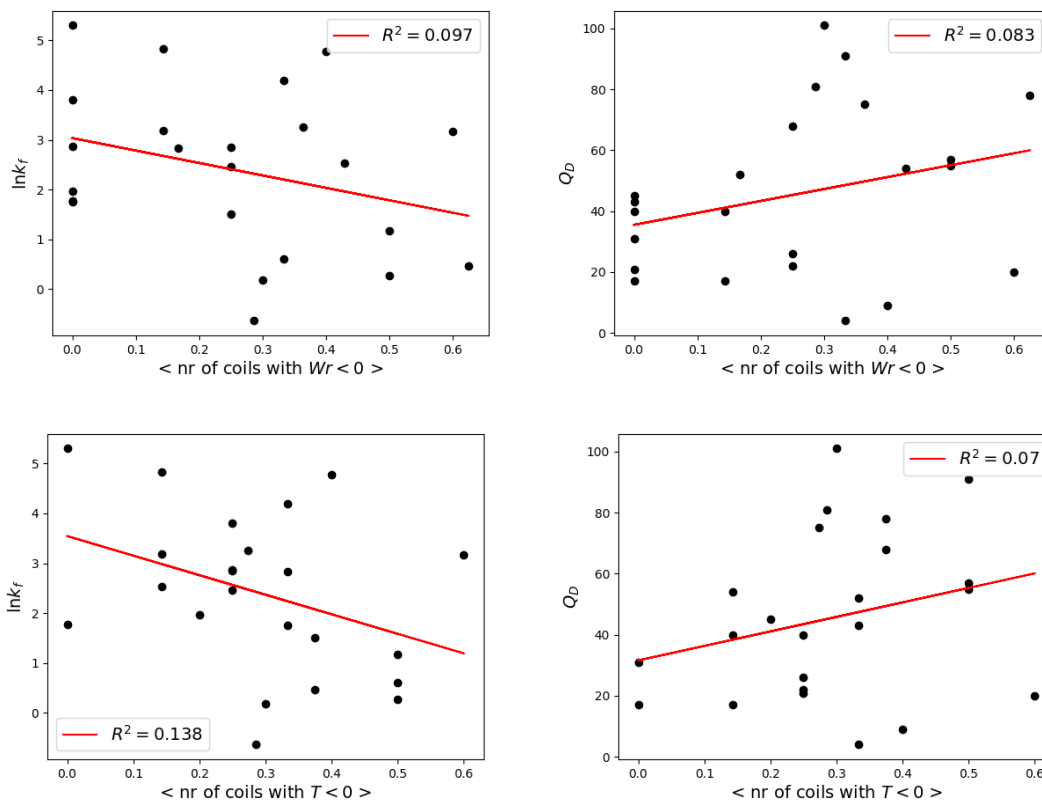 R² = 0.097
5
4
3
2
1
0
ln k_f
0.0 0.1 0.2 0.3 0.4 0.5 0.6
< nr of coils with Wr < 0 >
R² = 0.083
100
80
60
40
20
0
Q_D
0.0 0.1 0.2 0.3 0.4 0.5 0.6
< nr of coils with Wr < 0 >
5
4
3
2
1
0
ln k_f
R² = 0.138
0.0 0.1 0.2 0.3 0.4 0.5 0.6
< nr of coils with T < 0 >
R² = 0.07
100
80
60
40
20
0
Q_D
0.0 0.1 0.2 0.3 0.4 0.5 0.6
< nr of coils with T < 0 >